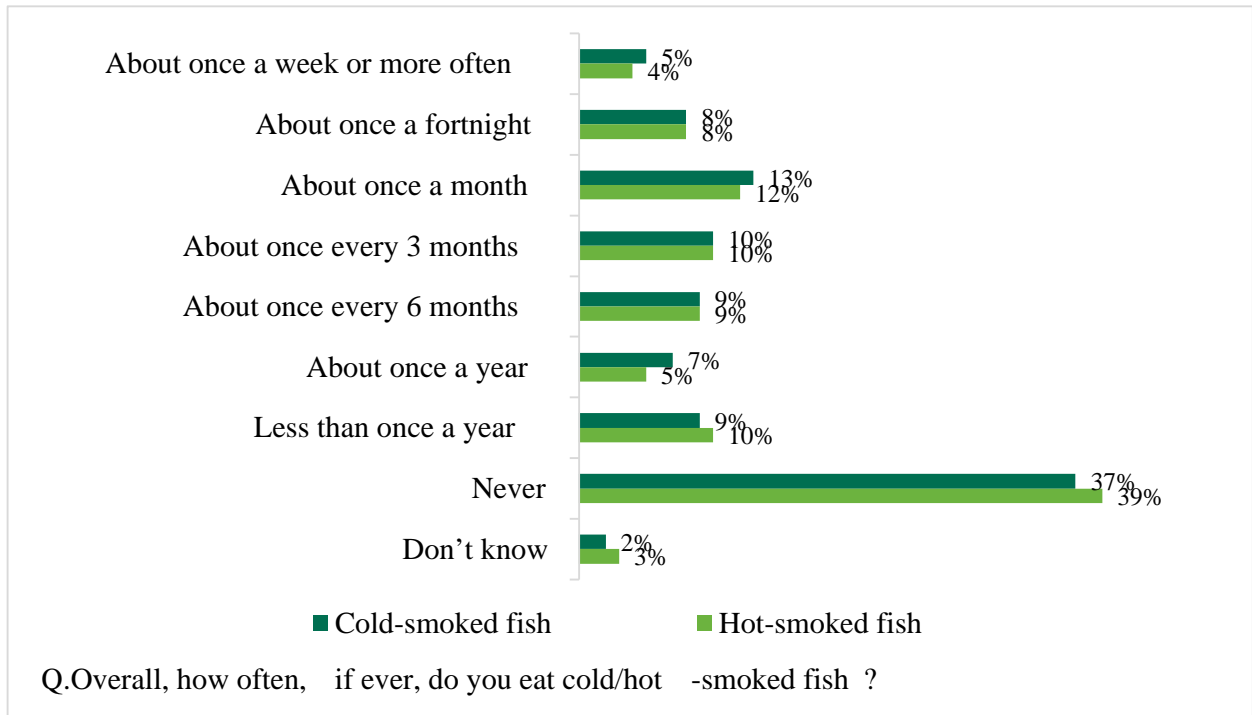 About once a week or more often
5%
4%
About once a fortnight
8%
8%
About once a month
13%
12%
About once every 3 months
10%
10%
About once every 6 months
9%
9%
About once a year
7%
5%
Less than once a year
9%
10%
Never
37%
39%
Don’t know
2%
3%
Cold-smoked fish Hot-smoked fish
Q.Overall, how often, if ever, do you eat cold/hot -smoked fish ?